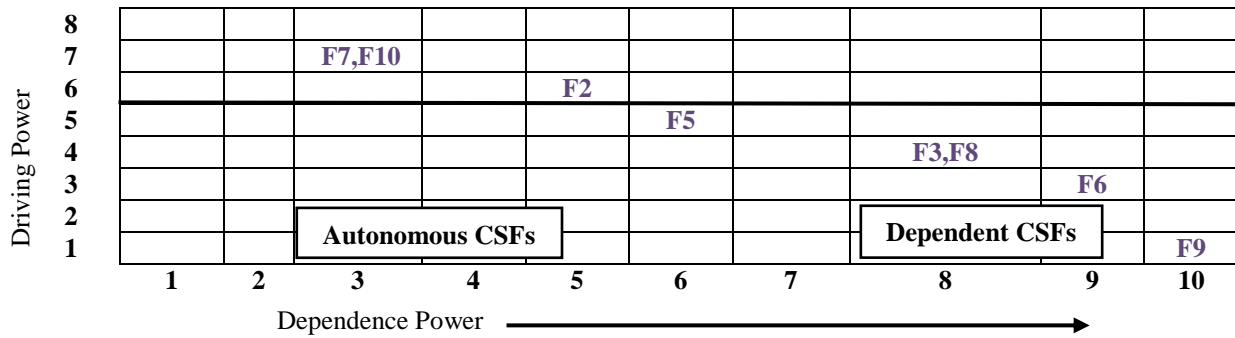 8
7 F7,F10
6 F2
5 F5
4 F3,F8
3 F6
2
Autonomous CSFs Dependent CSFs
1 F9
1 2 3 4 5 6 7 8 9 10
Driving Power
Dependence Power